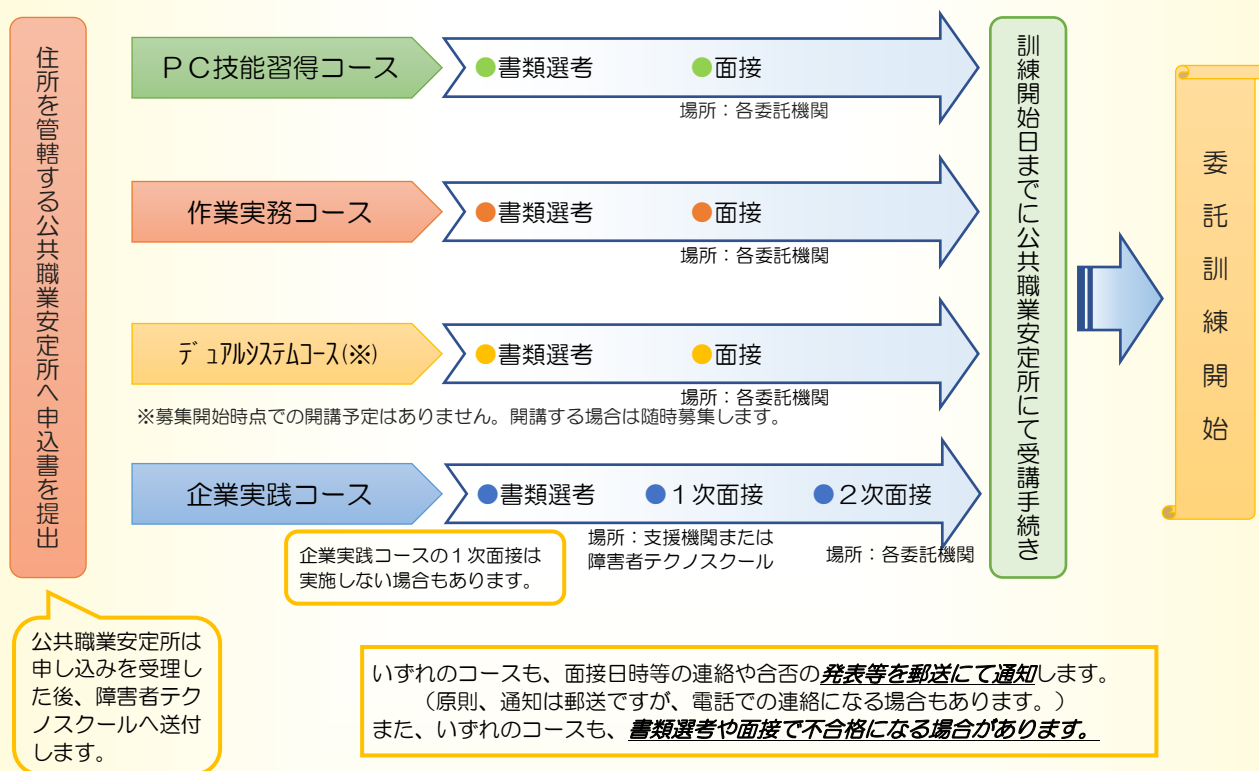 住所を管轄する公共職業安定所へ申込書を提出
公共職業安定所は
申し込みを受理し
た後、障害者テク
ノスクールへ送付
します。
ＰＣ技能習得コース
●書類選考
●面接
場所：各委託機関
作業実務コース
●書類選考
●面接
場所：各委託機関
ﾃﾞｭｱﾙｼｽﾃﾑｺｰｽ(※)
●書類選考
●面接
場所：各委託機関
※募集開始時点での開講予定はありません。開講する場合は随時募集します。
企業実践コース
●書類選考
●１次面接
●２次面接
場所：支援機関または
障害者テクノスクール
場所：各委託機関
企業実践コースの１次面接は
実施しない場合もあります。
訓練開始日までに公共職業安定所にて受講手続き
委託訓練開始
いずれのコースも、面接日時等の連絡や合否の発表等を郵送にて通知します。
（原則、通知は郵送ですが、電話での連絡になる場合もあります。）
また、いずれのコースも、書類選考や面接で不合格になる場合があります。